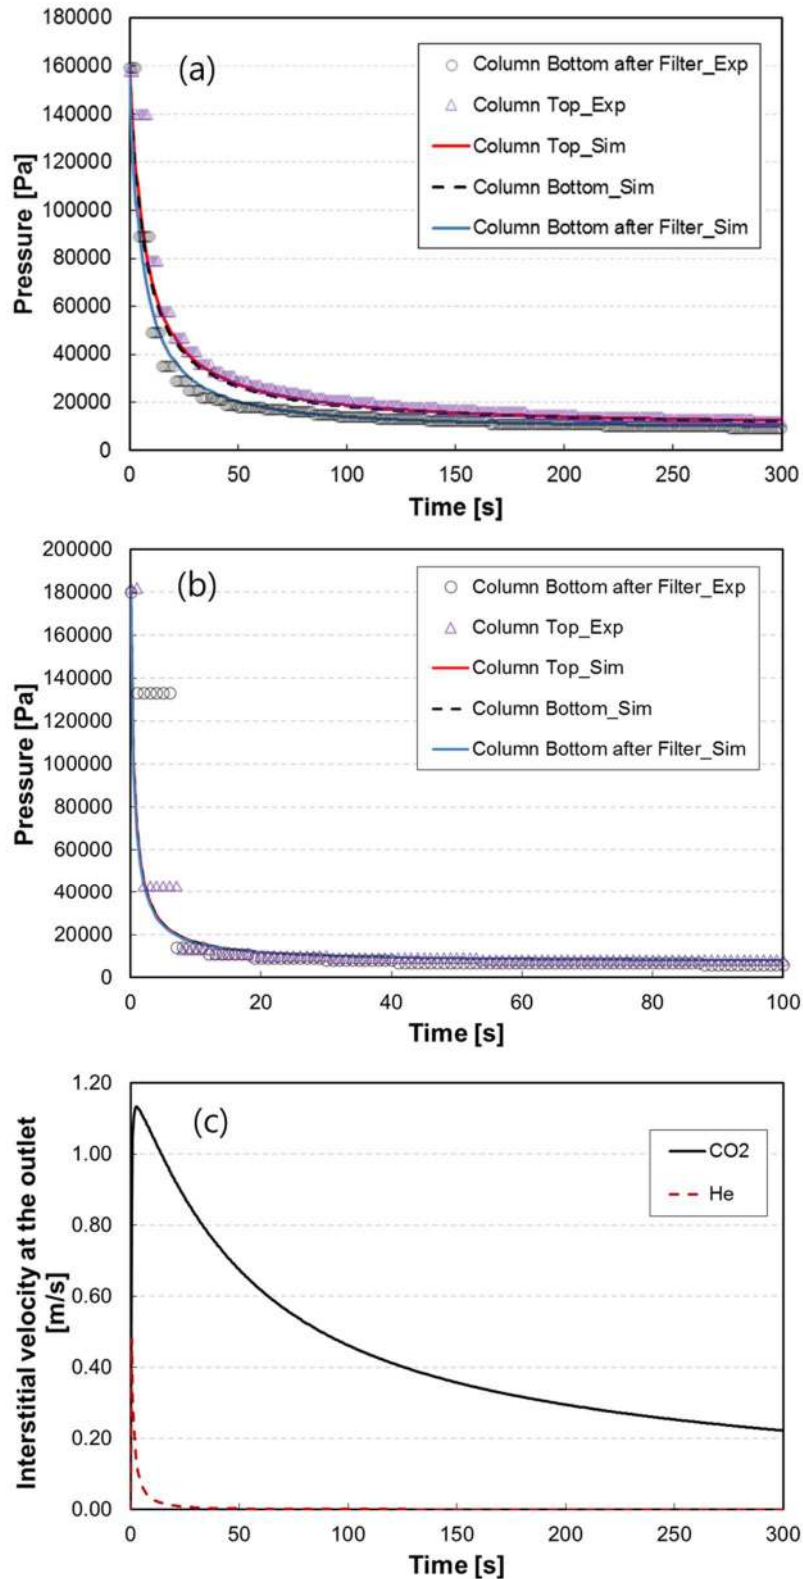 180000
160000
140000
120000
100000
80000
60000
40000
20000
0
Pressure [Pa]
(a)
Column Bottom after Filter_Exp
Column Top_Exp
Column Top_Sim
Column Bottom_Sim
Column Bottom after Filter_Sim
0 50 100 150 200 250 300
Time [s]
200000
180000
160000
140000
120000
100000
80000
60000
40000
20000
0
Pressure [Pa]
(b)
Column Bottom after Filter_Exp
Column Top_Exp
Column Top_Sim
Column Bottom_Sim
Column Bottom after Filter_Sim
0 20 40 60 80 100
Time [s]
1.20
1.00
0.80
0.60
0.40
0.20
0.00
Interstitial velocity at the outlet
[m/s]
(c)
CO2
He
0 50 100 150 200 250 300
Time [s]